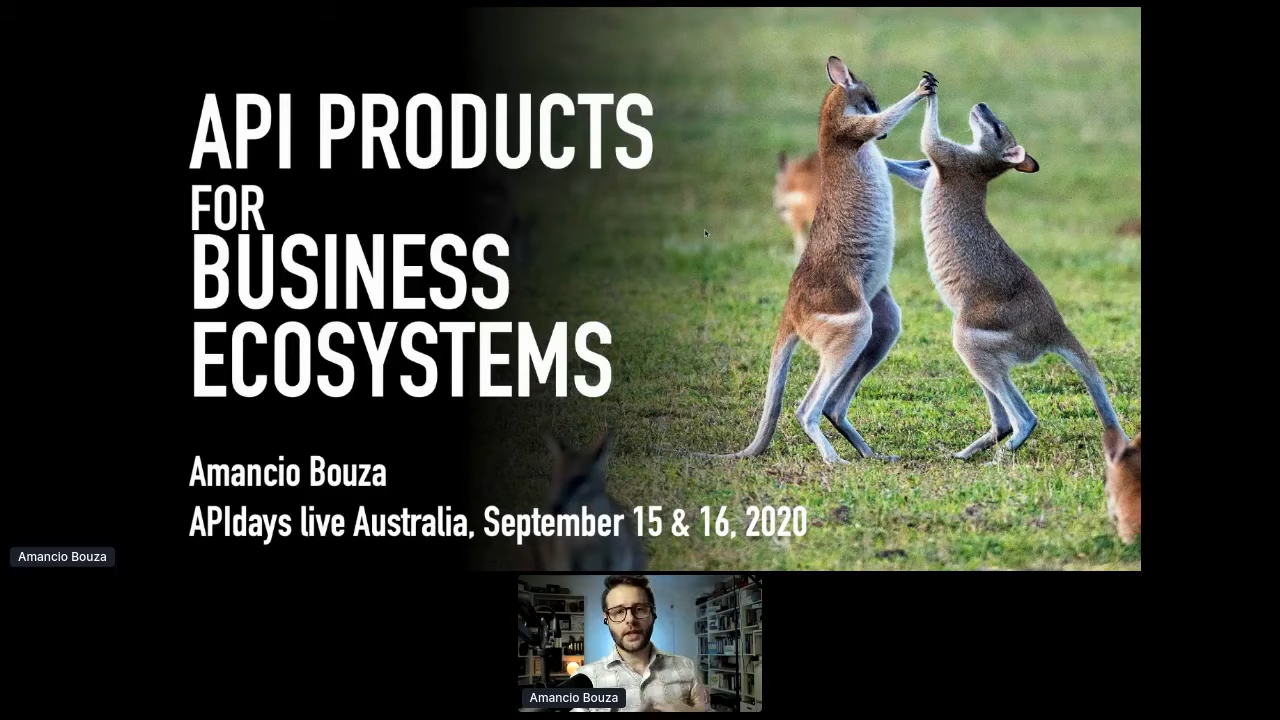 API PRODUCTS
FOR
BUSINESS
ECOSYSTEMS
Amancio Bouza
APIdays live Australia, September 15 & 16, 2020
Amancio Bouza
Amancio Bouza